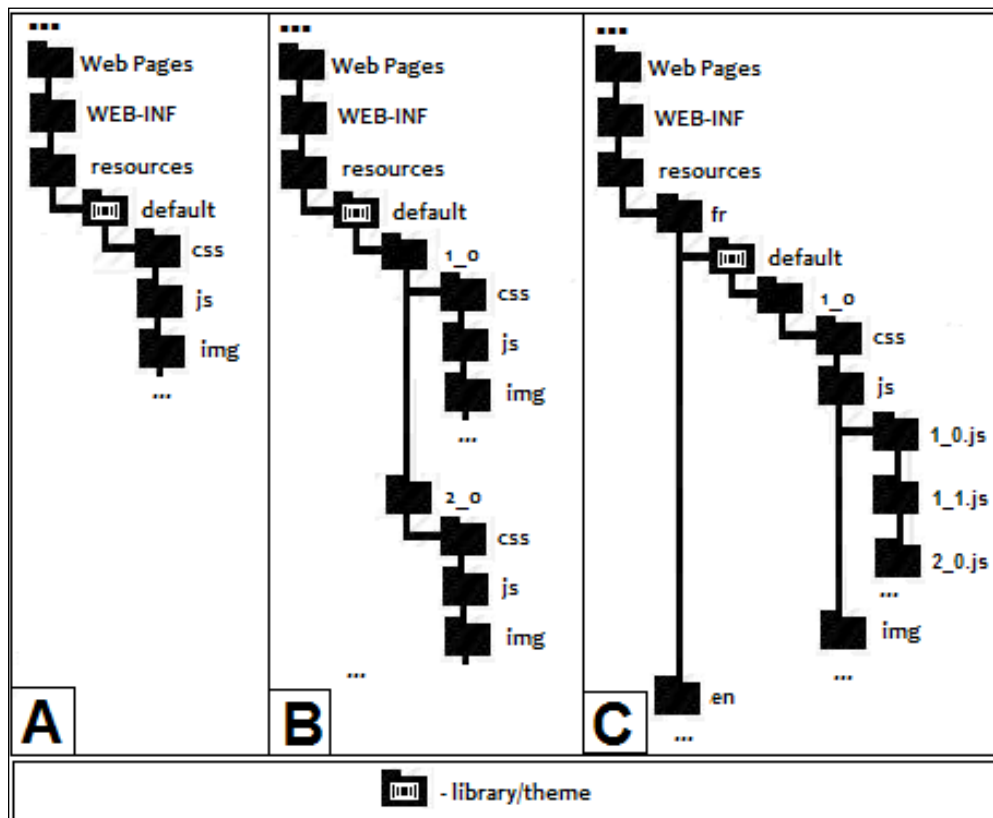 ...
Web Pages
WEB-INF
resources
default
css
js
img
...
A
...
Web Pages
WEB-INF
resources
default
1_0
css
js
img
...
2_0
css
js
img
...
B
...
Web Pages
WEB-INF
resources
fr
default
1_0
css
js
1_0.js
1_1.js
2_0.js
...
img
...
en
...
C
- library/theme